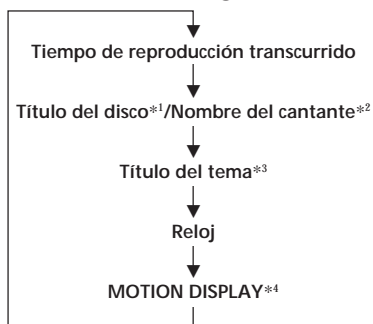 Tiempo de reproducción transcurrido
Título del disco*1/Nombre del cantante*2
Título del tema*3
Reloj
MOTION DISPLAY*4